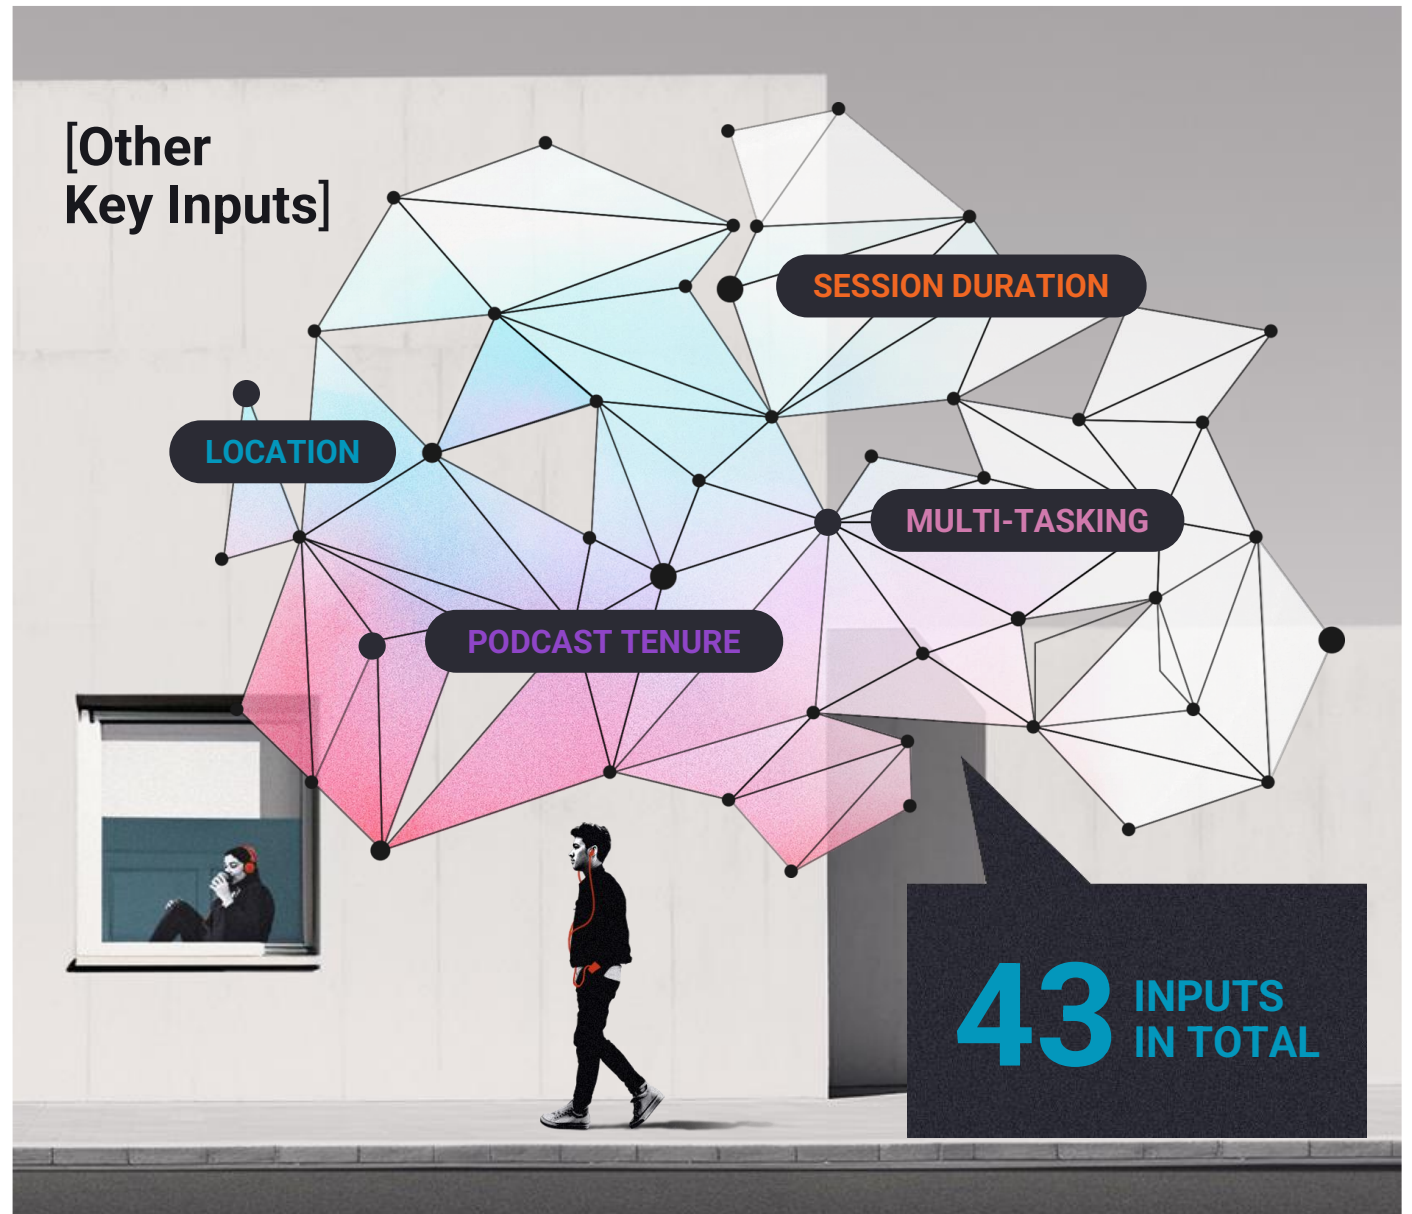 [Other
Key Inputs]
SESSION DURATION
LOCATION
MULTI-TASKING
PODCAST TENURE
43 INPUTS
IN TOTAL